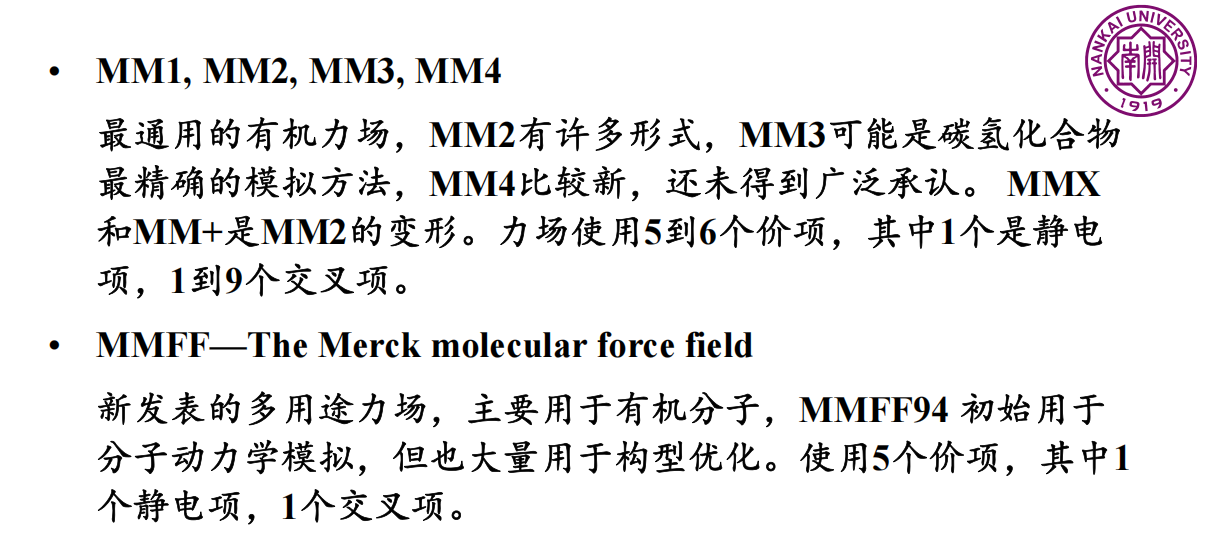 NANKAI UNIVERSITY
南開
1919
• MM1, MM2, MM3, MM4
最通用的有机力场，MM2有许多形式，MM3可能是碳氢化合物
最精确的模拟方法，MM4比较新，还未得到广泛承认。 MMX
和MM+是MM2的变形。力场使用5到6个价项，其中1个是静电
项，1到9个交叉项。
• MMFF—The Merck molecular force field
新发表的多用途力场，主要用于有机分子，MMFF94 初始用于
分子动力学模拟，但也大量用于构型优化。使用5个价项，其中1
个静电项，1个交叉项。